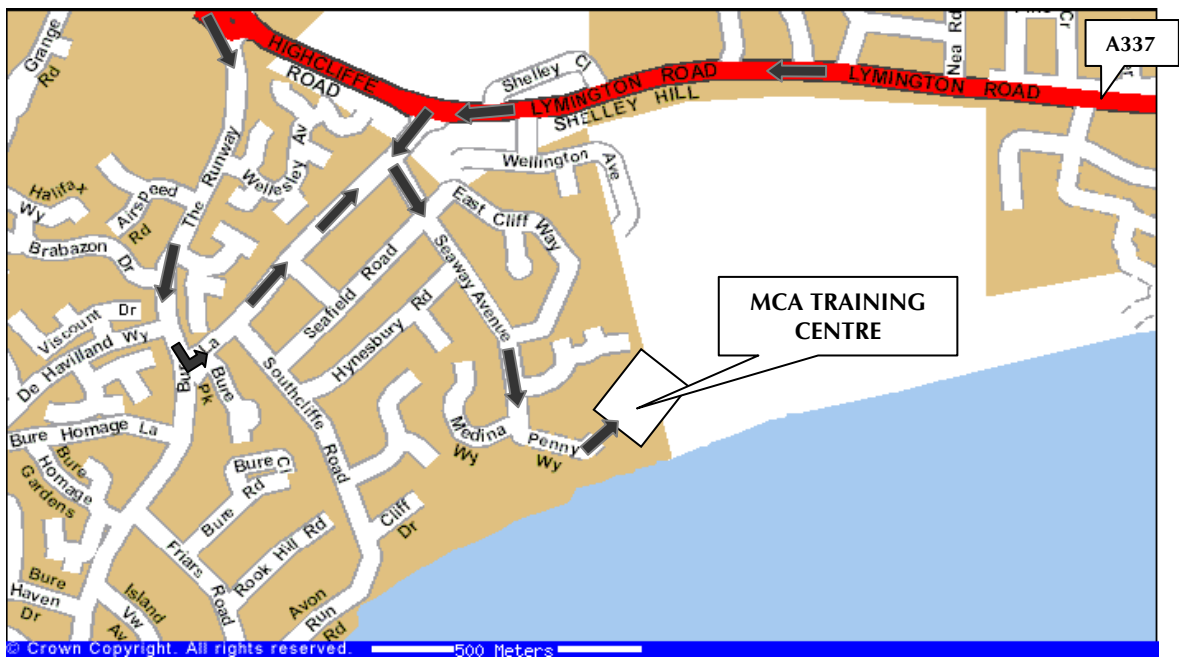 Grange
Rd
HIGHCLIFFE
ROAD
Shelley Cl
LYMINGTON ROAD
SHELLEY HILL
LYMINGTON ROAD
Nea Rd
Cr
A337
Wellington Ave
The Runway
Wellesley Av
Airspeed
Rd
Halifax
Wy
Brabazon
Dr
East Cliff Way
Seaway Avenue
Seafield Road
Hynesbury Rd
Viscount Dr
De Havilland Wy
La
Bure
Pk
Southcliffe Road
MCA TRAINING
CENTRE
Bure Homage La
Bure
Homage
Gardens
Medina
Wy
Penny
Wy
Bure Cl
Bure Rd
Cliff
Dr
Rook Hill Rd
Friars
Road
Bure
Haven
Dr
Island
Vw
Av
Avon
Run
Rd
© Crown Copyright. All rights reserved. 500 Meters